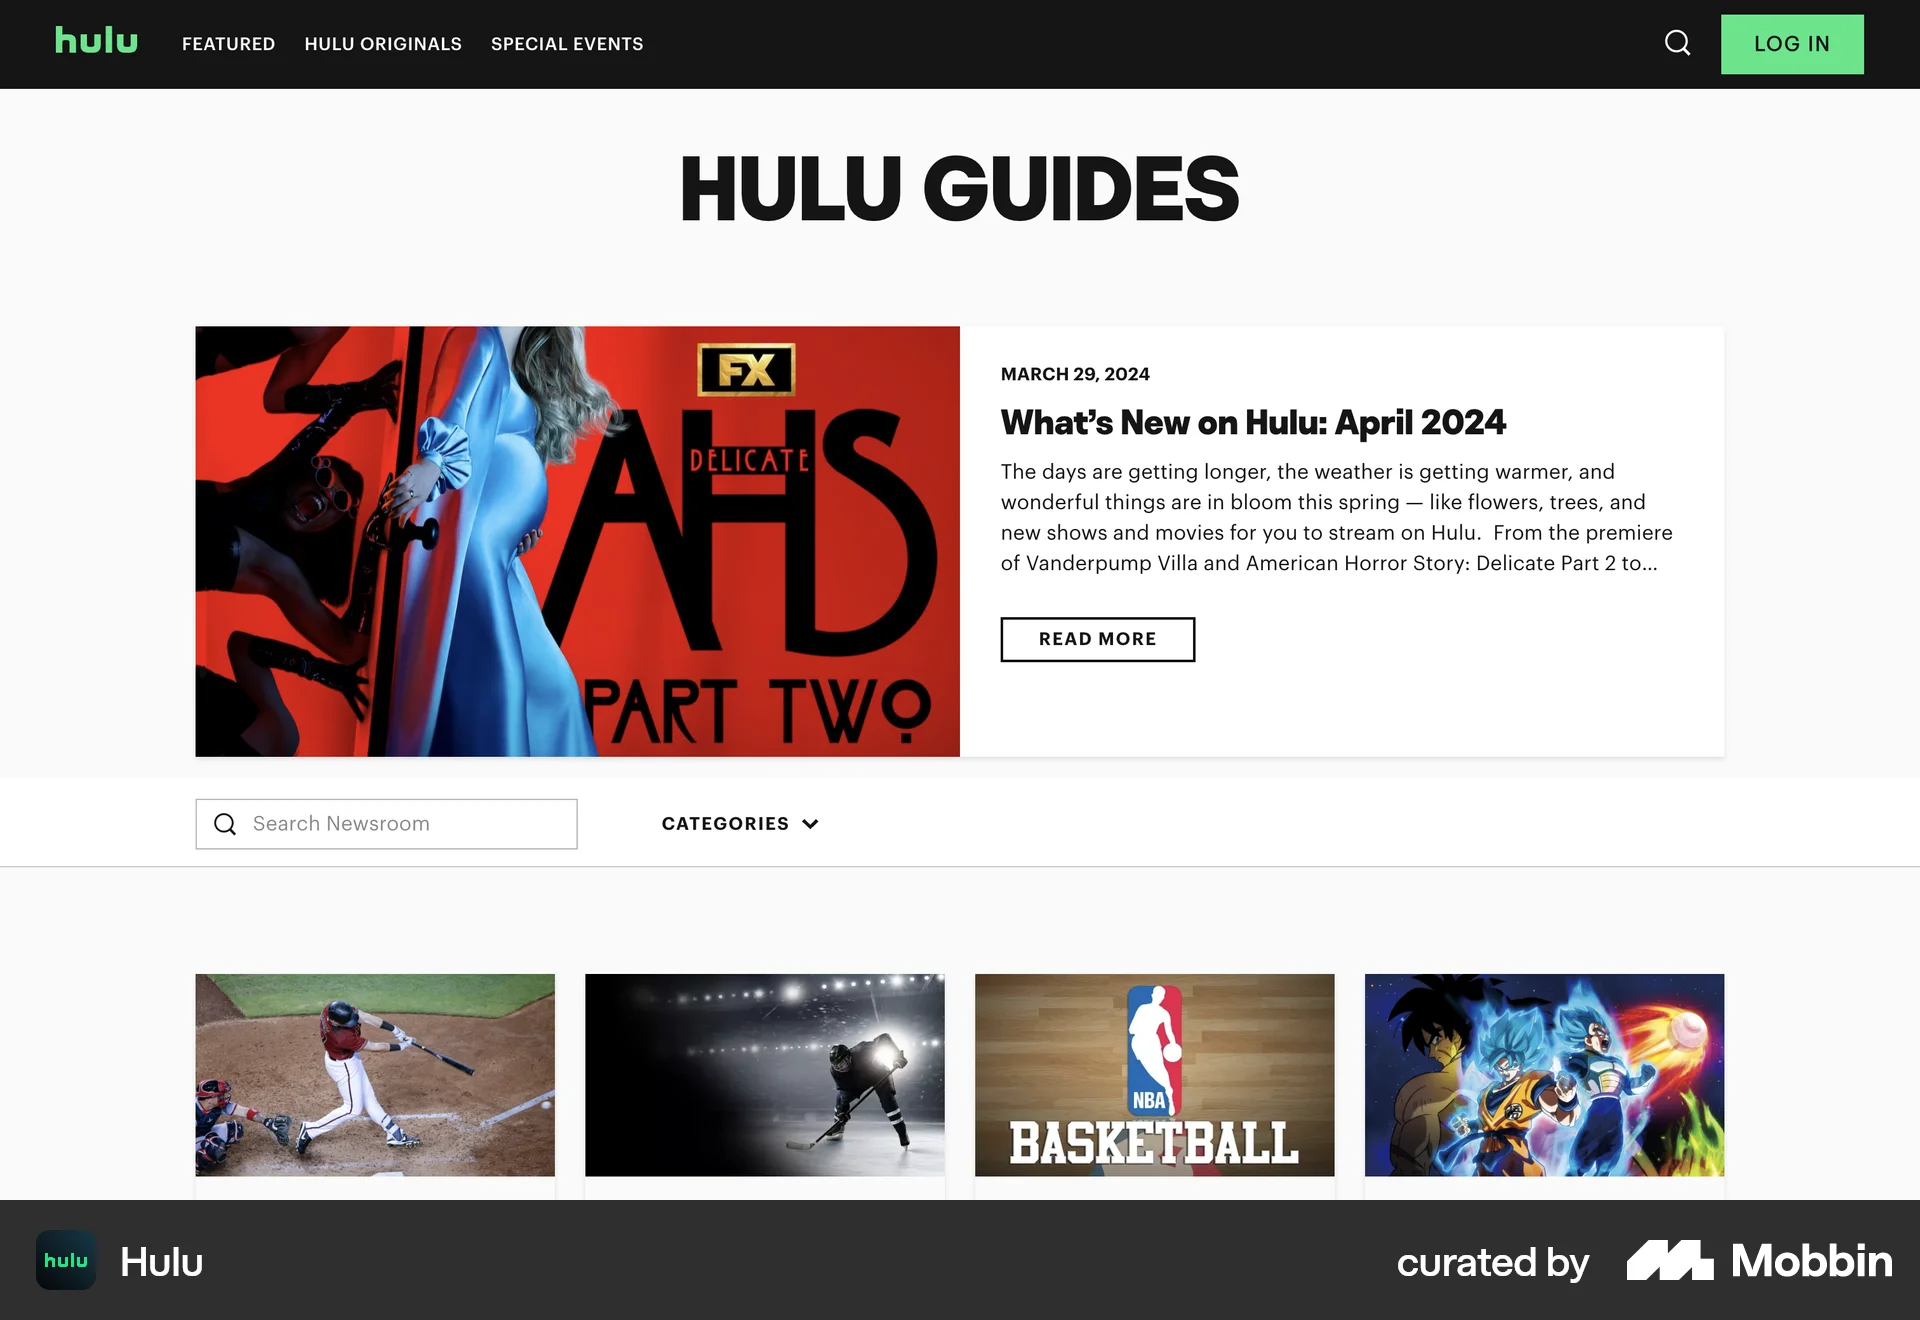 hulu
FEATURED
HULU ORIGINALS
SPECIAL EVENTS
LOG IN
HULU GUIDES
FX
AHS
DELICATE
PART TWO
MARCH 29, 2024
What’s New on Hulu: April 2024
The days are getting longer, the weather is getting warmer, and
wonderful things are in bloom this spring — like flowers, trees, and
new shows and movies for you to stream on Hulu.  From the premiere
of Vanderpump Villa and American Horror Story: Delicate Part 2 to...
READ MORE
Search Newsroom
CATEGORIES
NBA
BASKETBALL
hulu
Hulu
curated by
Mobbin